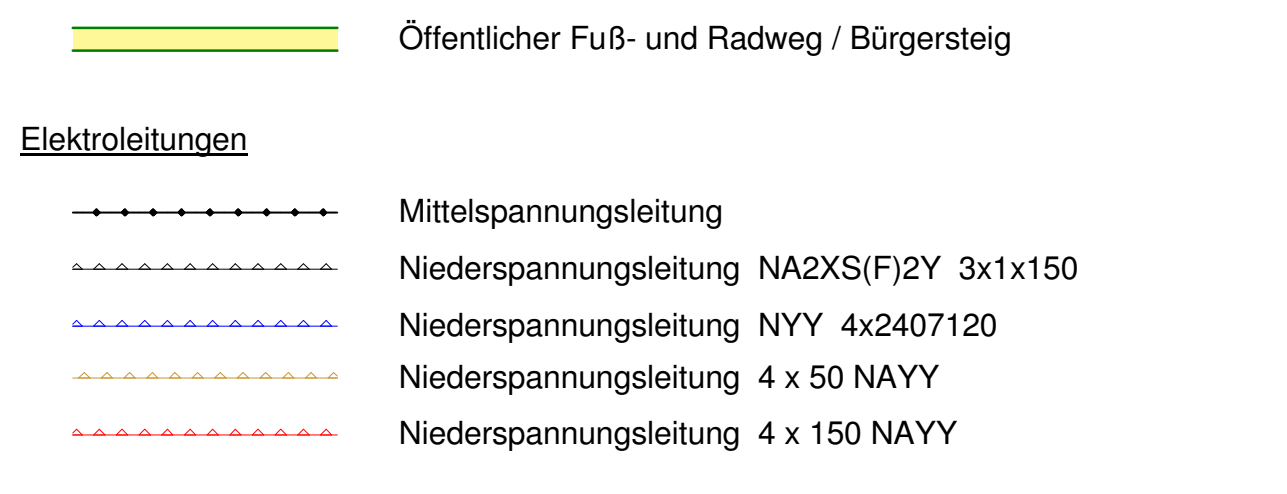 Öffentlicher Fuß- und Radweg / Bürgersteig
Elektroleitungen
Mittelspannungsleitung
Niederspannungsleitung NA2XS(F)2Y 3x1x150
Niederspannungsleitung NYY 4x2407120
Niederspannungsleitung 4 x 50 NAYY
Niederspannungsleitung 4 x 150 NAYY